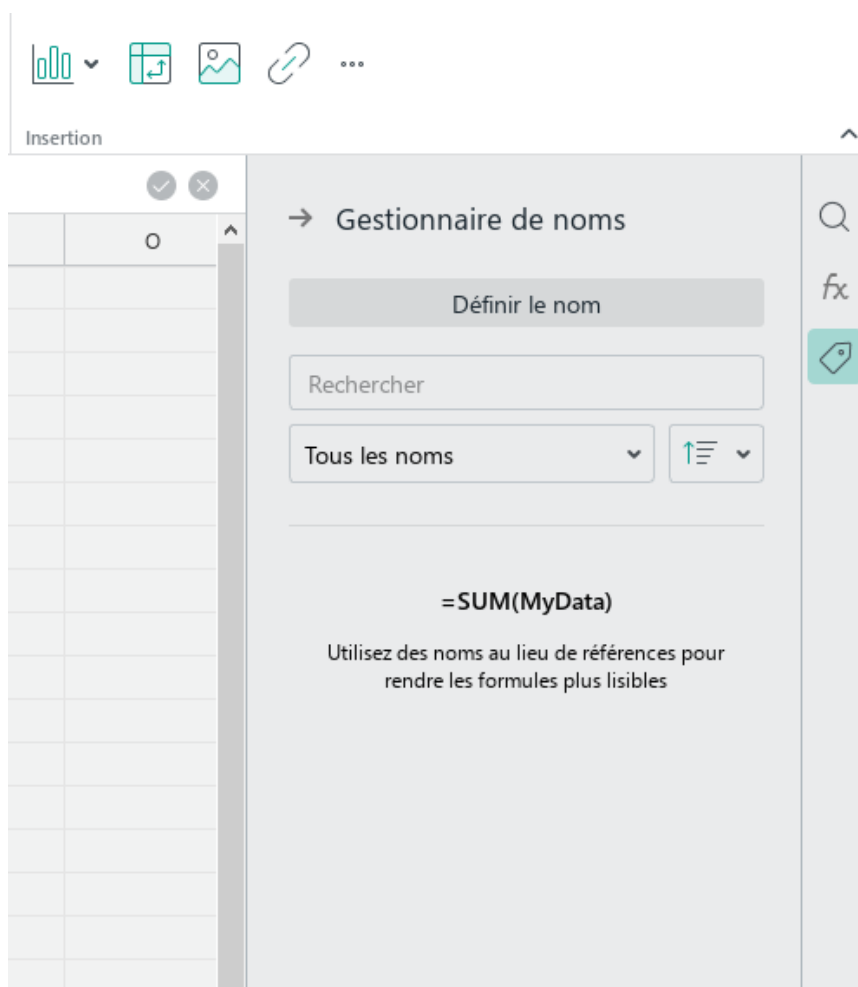 Insertion
O
Gestionnaire de noms
Définir le nom
Rechercher
Tous les noms
=SUM(MyData)
Utilisez des noms au lieu de références pour
rendre les formules plus lisibles
fx